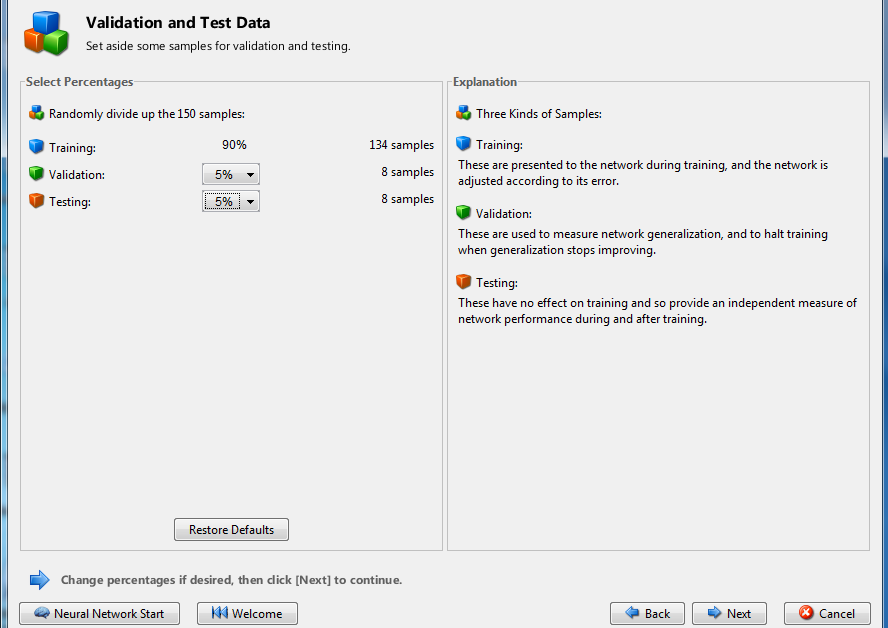 Validation and Test Data
Set aside some samples for validation and testing.
Select Percentages
Randomly divide up the 150 samples:
Training: 90% 134 samples
Validation: 5% 8 samples
Testing: 5% 8 samples
Restore Defaults
Explanation
Three Kinds of Samples:
Training:
These are presented to the network during training, and the network is
adjusted according to its error.
Validation:
These are used to measure network generalization, and to halt training
when generalization stops improving.
Testing:
These have no effect on training and so provide an independent measure of
network performance during and after training.
Change percentages if desired, then click [Next] to continue.
Neural Network Start Welcome Back Next Cancel